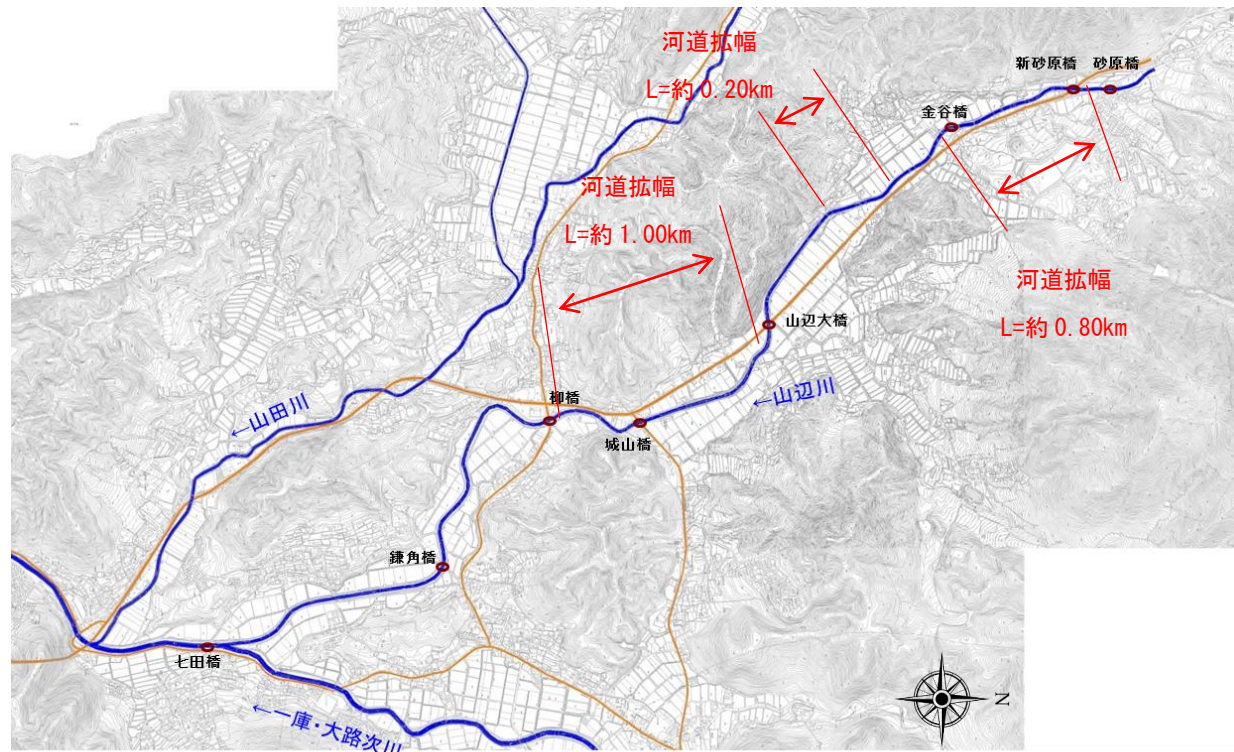 河道拡幅
L=約 0.20km
新砂原橋
砂原橋
金谷橋
河道拡幅
L=約 1.00km
河道拡幅
L=約 0.80km
山辺大橋
←山辺川
柳橋
城山橋
←山田川
鎌角橋
七田橋
←一庫・大路次川
N